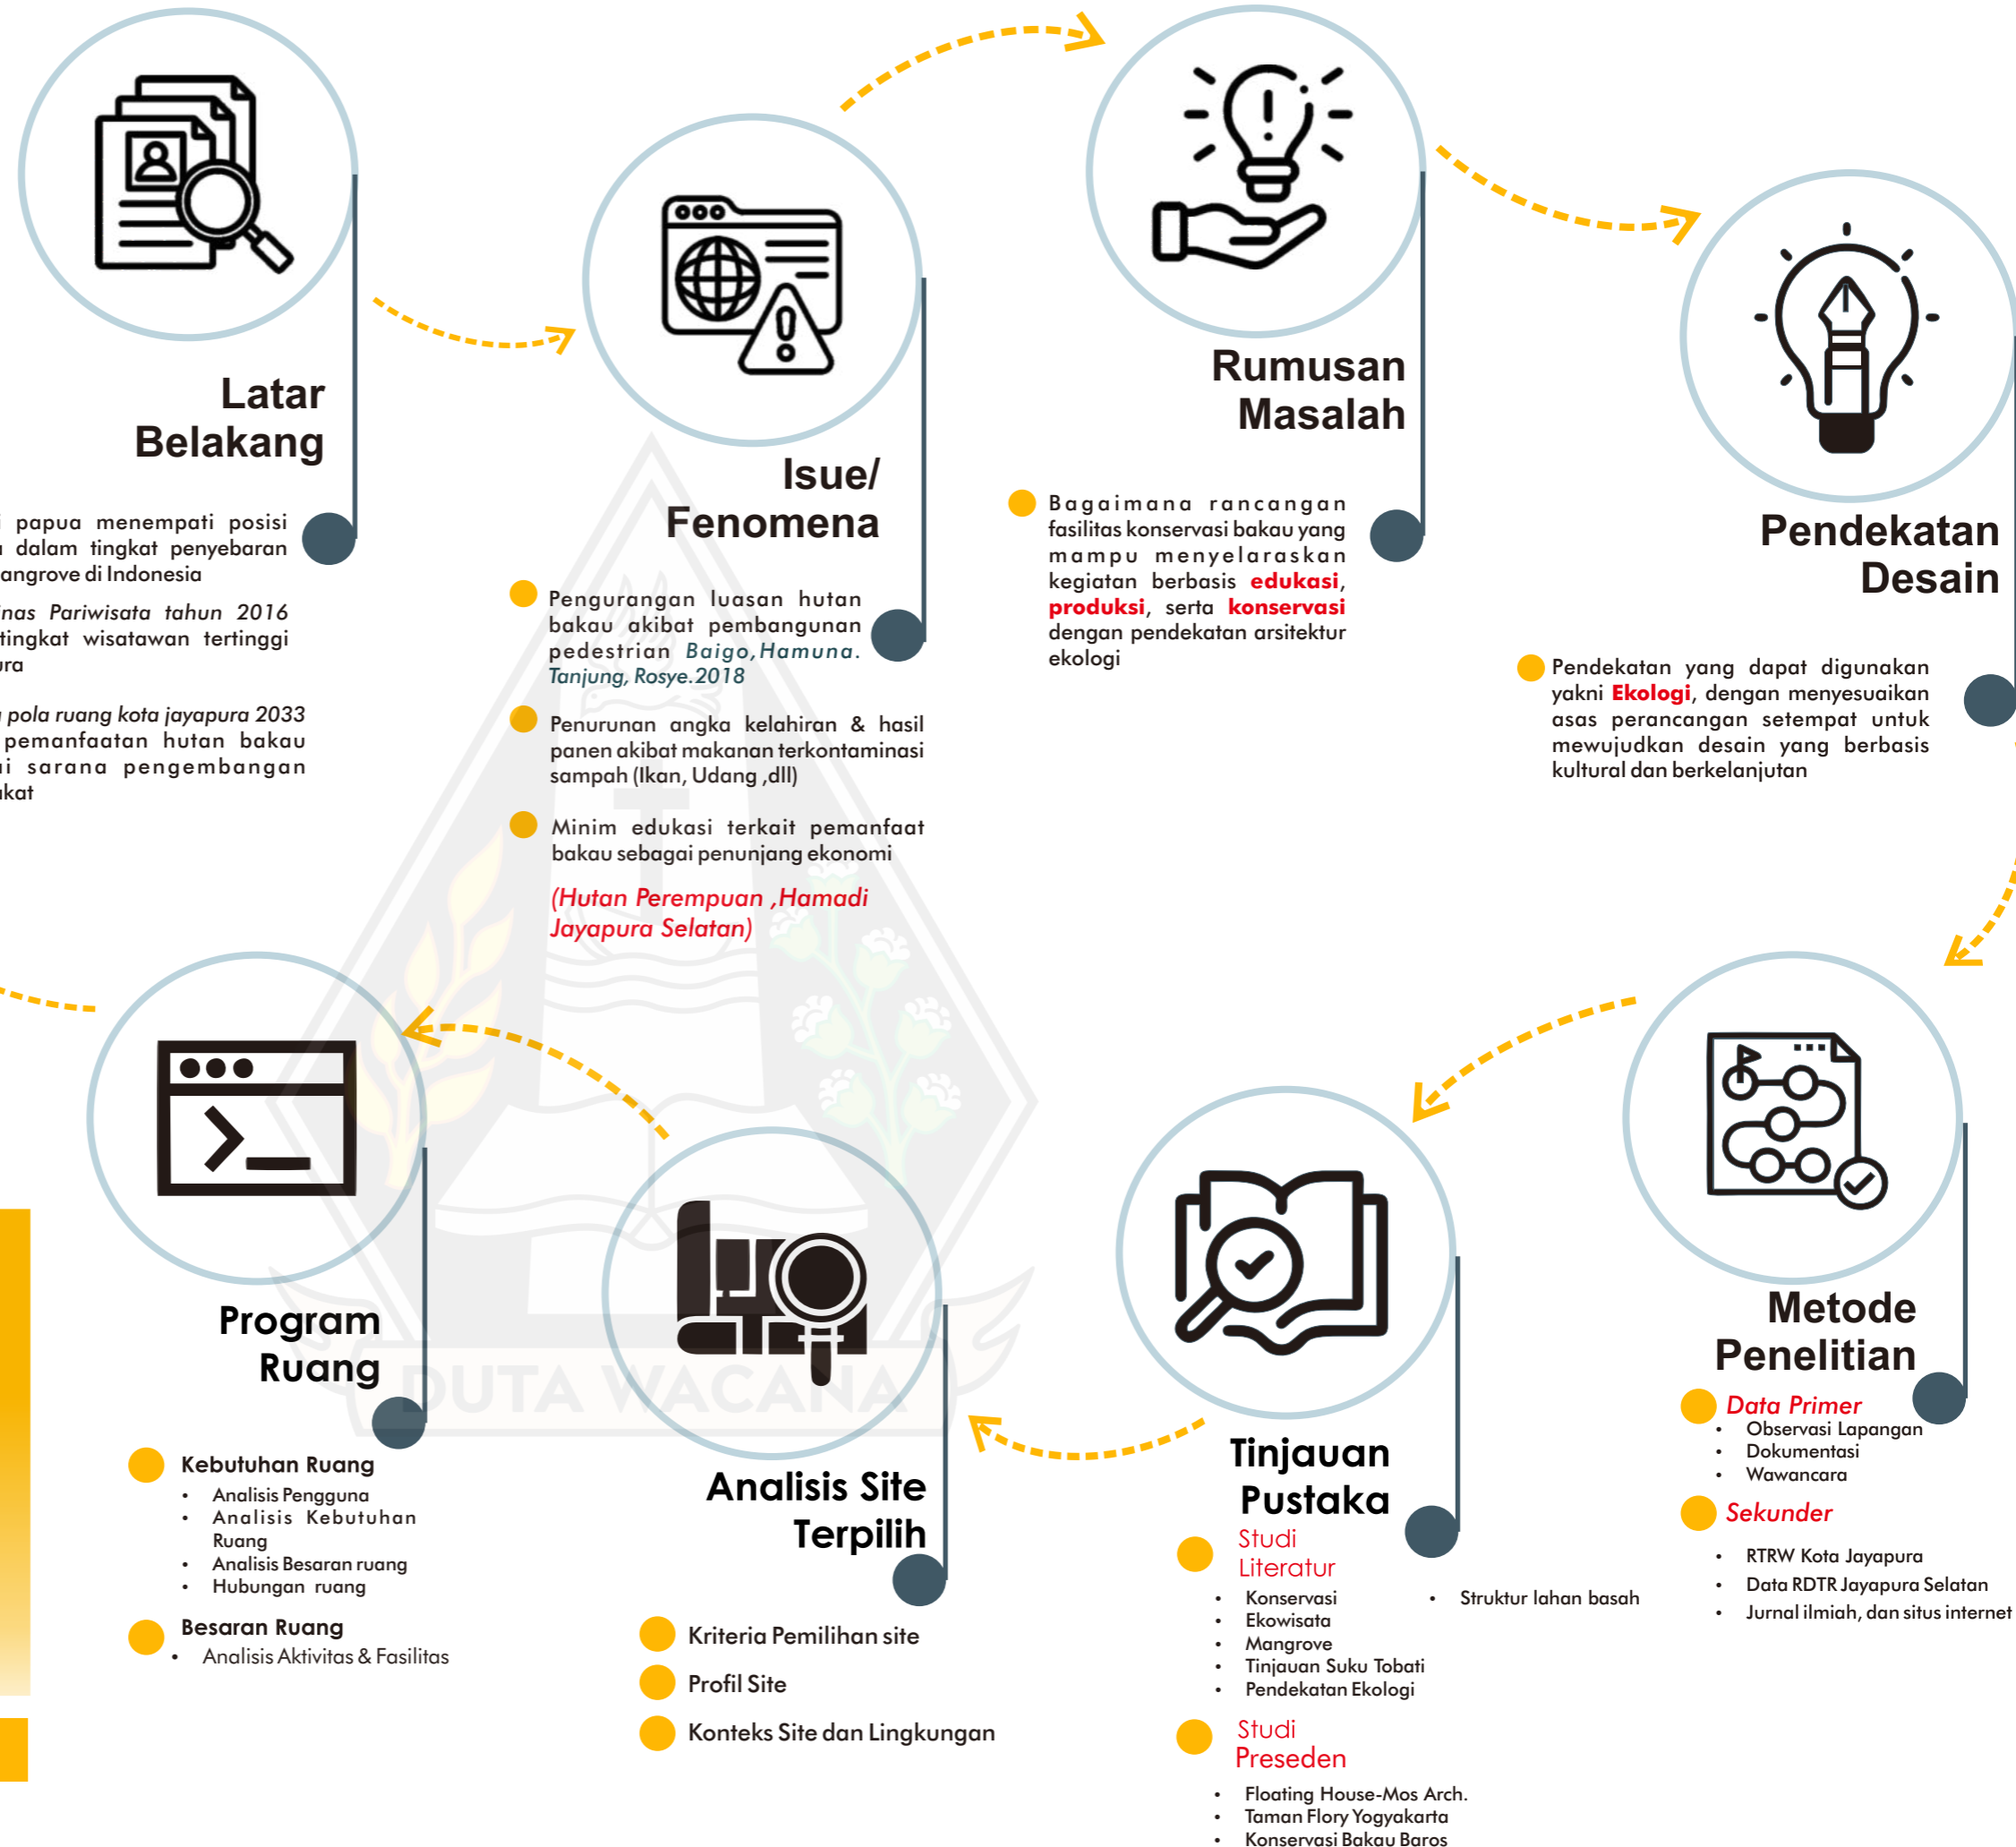 Latar
Belakang
papua menempati posisi
dalam tingkat penyebaran
angrove di Indonesia
nas Pariwisata tahun 2016
tingkat wisatawan tertinggi
ura
pola ruang kota jayapura 2033
pemanfaatan hutan bakau
ai sarana pengembangan
akat
Isue/
Fenomena
Pengurangan luasan hutan
bakau akibat pembangunan
pedestrian Baigo,Hamuna.
Tanjung, Rosye.2018
Penurunan angka kelahiran & hasil
panen akibat makanan terkontaminasi
sampah (Ikan, Udang ,dll)
Minim edukasi terkait pemanfaat
bakau sebagai penunjang ekonomi
(Hutan Perempuan ,Hamadi
Jayapura Selatan)
Rumusan
Masalah
Bagaimana rancangan
fasilitas konservasi bakau yang
mampu menyelaraskan
kegiatan berbasis edukasi,
produksi, serta konservasi
dengan pendekatan arsitektur
ekologi
Pendekatan
Desain
Pendekatan yang dapat digunakan
yakni Ekologi, dengan menyesuaikan
asas perancangan setempat untuk
mewujudkan desain yang berbasis
kultural dan berkelanjutan
Metode
Penelitian
Data Primer
• Observasi Lapangan
• Dokumentasi
• Wawancara
Sekunder
• RTRW Kota Jayapura
• Data RDTR Jayapura Selatan
• Jurnal ilmiah, dan situs internet
Tinjauan
Pustaka
Studi
Literatur
• Konservasi
• Ekowisata
• Mangrove
• Tinjauan Suku Tobati
• Pendekatan Ekologi
• Struktur lahan basah
Studi
Preseden
• Floating House-Mos Arch.
• Taman Flory Yogyakarta
• Konservasi Bakau Baros
Analisis Site
Terpilih
Kriteria Pemilihan site
Profil Site
Konteks Site dan Lingkungan
Program
Ruang
Kebutuhan Ruang
• Analisis Pengguna
• Analisis Kebutuhan
Ruang
• Analisis Besaran ruang
• Hubungan ruang
Besaran Ruang
• Analisis Aktivitas & Fasilitas
DUTA WACANA